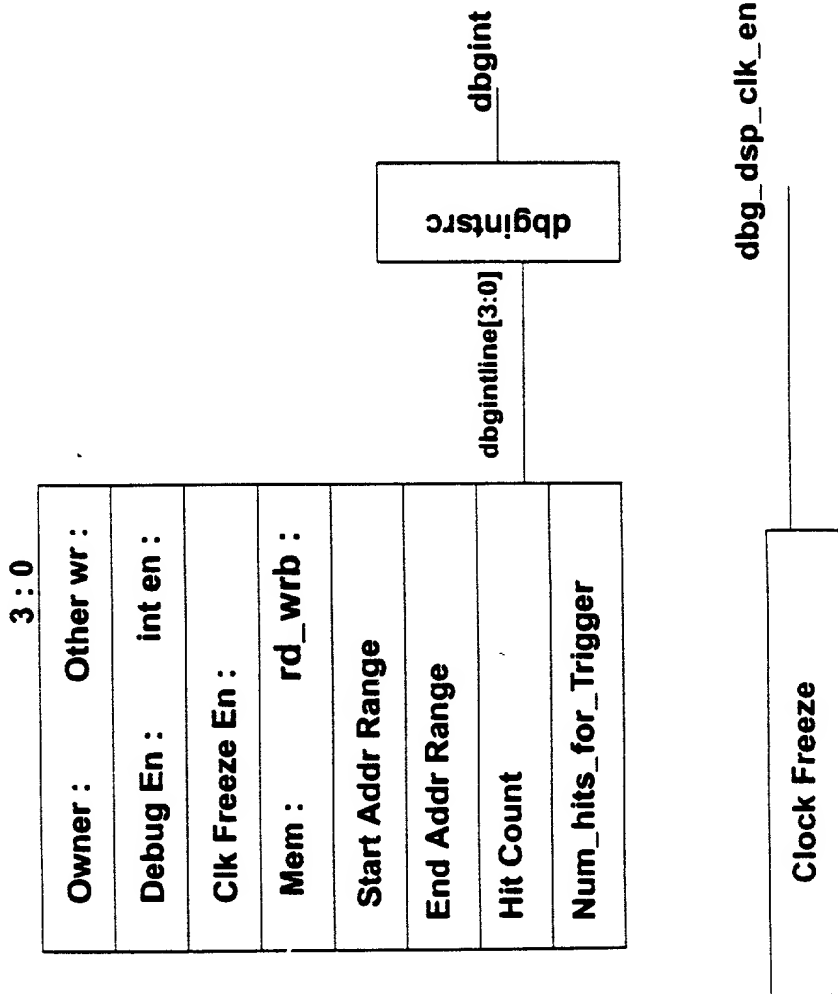 3 : 0
Owner : Other wr :
Debug En : int en :
Clk Freeze En :
Mem : rd_wrb :
Start Addr Range
End Addr Range
Hit Count
Num_hits_for_Trigger
dbgintline[3:0]
dbgintsrc
dbgint
Clock Freeze
dbg_dsp_clk_en